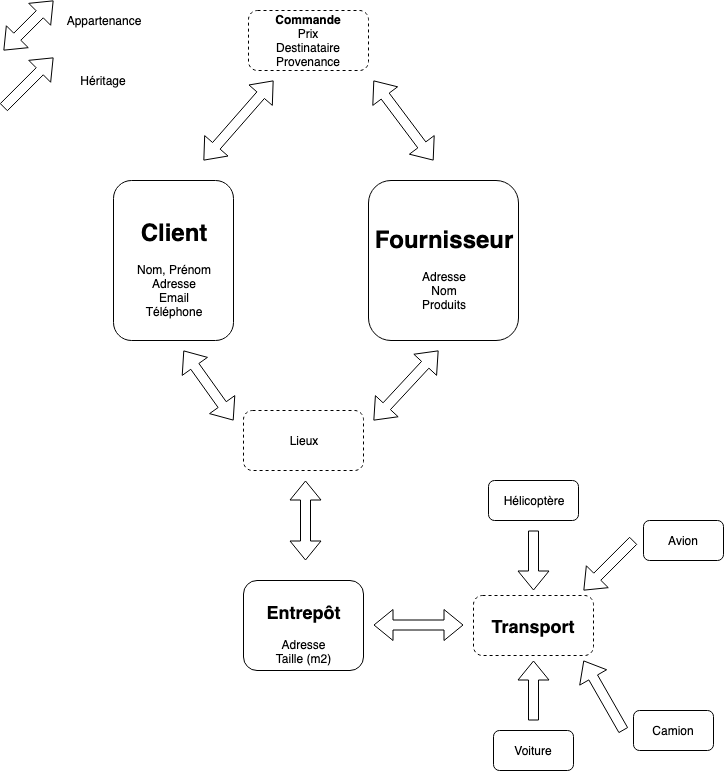 Appartenance
Héritage
Commande
Prix
Destinataire
Provenance
Client
Nom, Prénom
Adresse
Email
Téléphone
Fournisseur
Adresse
Nom
Produits
Lieux
Hélicoptère
Avion
Entrepôt
Adresse
Taille (m2)
Transport
Camion
Voiture